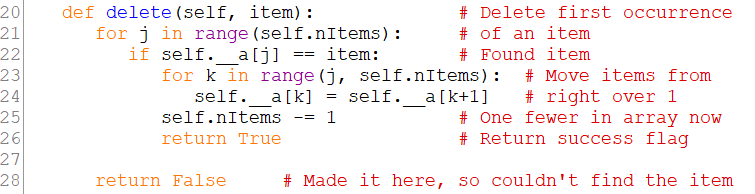 20 def delete(self, item): # Delete first occurrence
21 for j in range(self.nItems): # of an item
22 if self.__a[j] == item: # Found item
23 for k in range(j, self.nItems): # Move items from
24 self.__a[k] = self.__a[k+1] # right over 1
25 self.nItems -= 1 # One fewer in array now
26 return True # Return success flag
27
28 return False # Made it here, so couldn't find the item